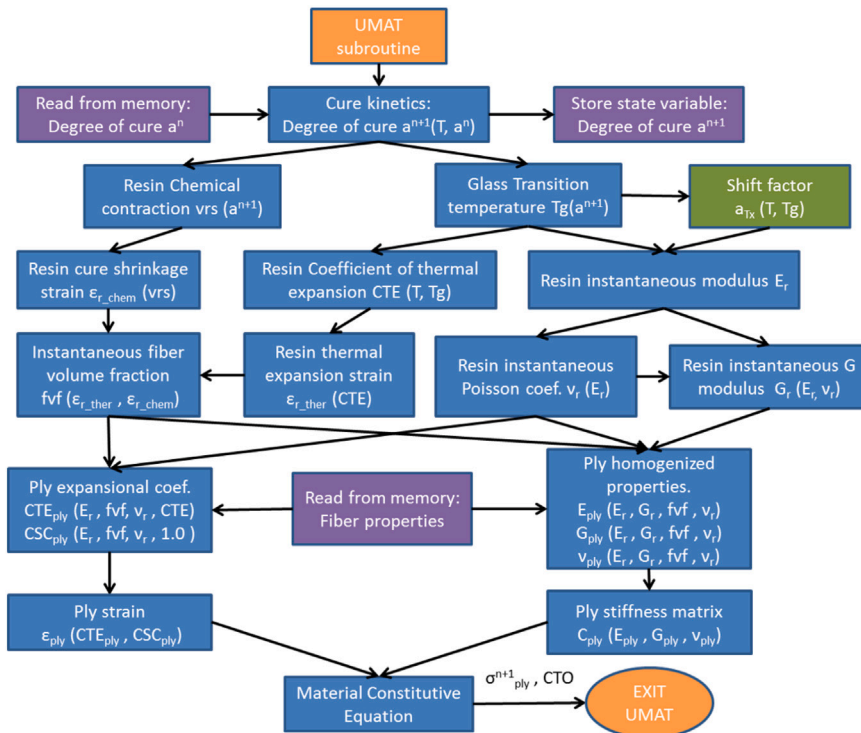 UMAT
subroutine
Read from memory:
Degree of cure aⁿ
Cure kinetics:
Degree of cure aⁿ⁺¹(T, aⁿ)
Store state variable:
Degree of cure aⁿ⁺¹
Resin Chemical
contraction vrs (aⁿ⁺¹)
Glass Transition
temperature Tg(aⁿ⁺¹)
Shift factor
a_Tx (T, Tg)
Resin cure shrinkage
strain ε_r_chem (vrs)
Resin Coefficient of thermal
expansion CTE (T, Tg)
Resin instantaneous modulus E_r
Instantaneous fiber
volume fraction
fvf (ε_r_ther , ε_r_chem)
Resin thermal
expansion strain
ε_r_ther (CTE)
Resin instantaneous
Poisson coef. ν_r (E_r)
Resin instantaneous G
modulus G_r (E_r, ν_r)
Ply expansional coef.
CTE_ply (E_r , fvf, ν_r , CTE)
CSC_ply (E_r , fvf, ν_r , 1.0 )
Read from memory:
Fiber properties
Ply homogenized
properties.
E_ply (E_r , G_r , fvf , ν_r)
G_ply (E_r , G_r , fvf , ν_r)
ν_ply (E_r , G_r , fvf , ν_r)
Ply strain
ε_ply (CTE_ply , CSC_ply)
Ply stiffness matrix
C_ply (E_ply , G_ply , ν_ply)
Material Constitutive
Equation
σⁿ⁺¹_ply , CTO
EXIT
UMAT